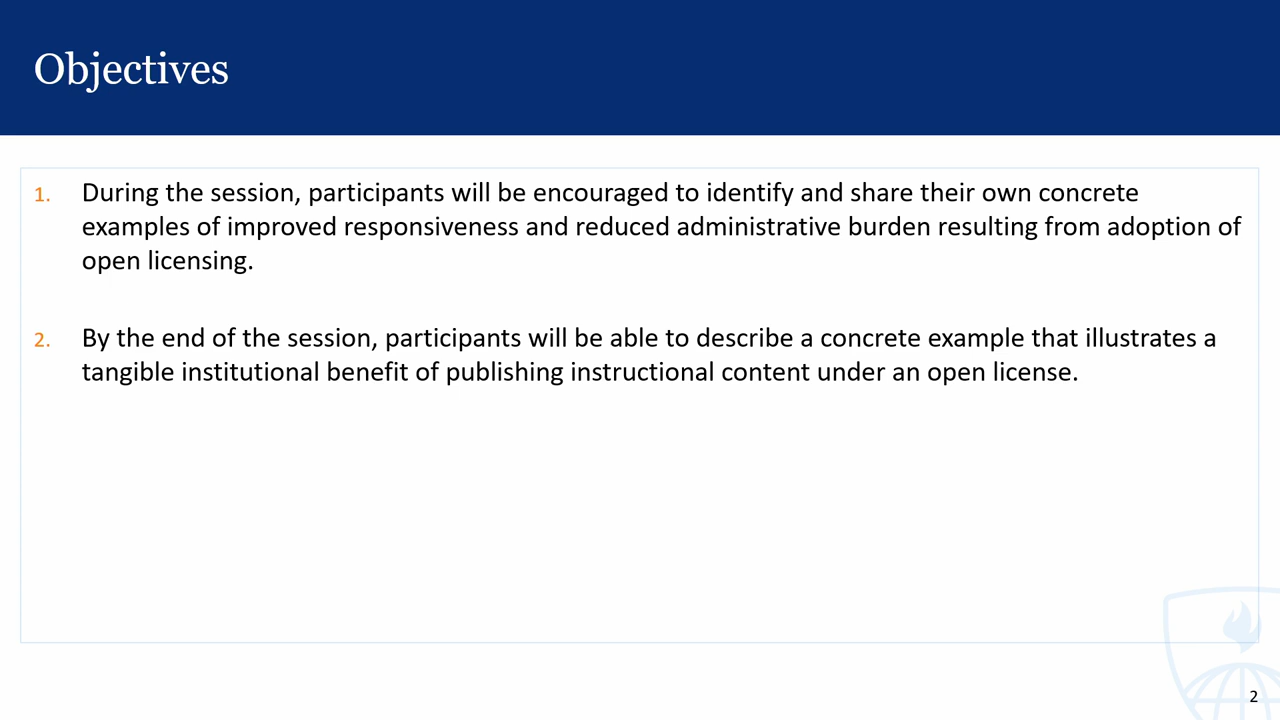 Objectives
1. During the session, participants will be encouraged to identify and share their own concrete
examples of improved responsiveness and reduced administrative burden resulting from adoption of
open licensing.
2. By the end of the session, participants will be able to describe a concrete example that illustrates a
tangible institutional benefit of publishing instructional content under an open license.
2